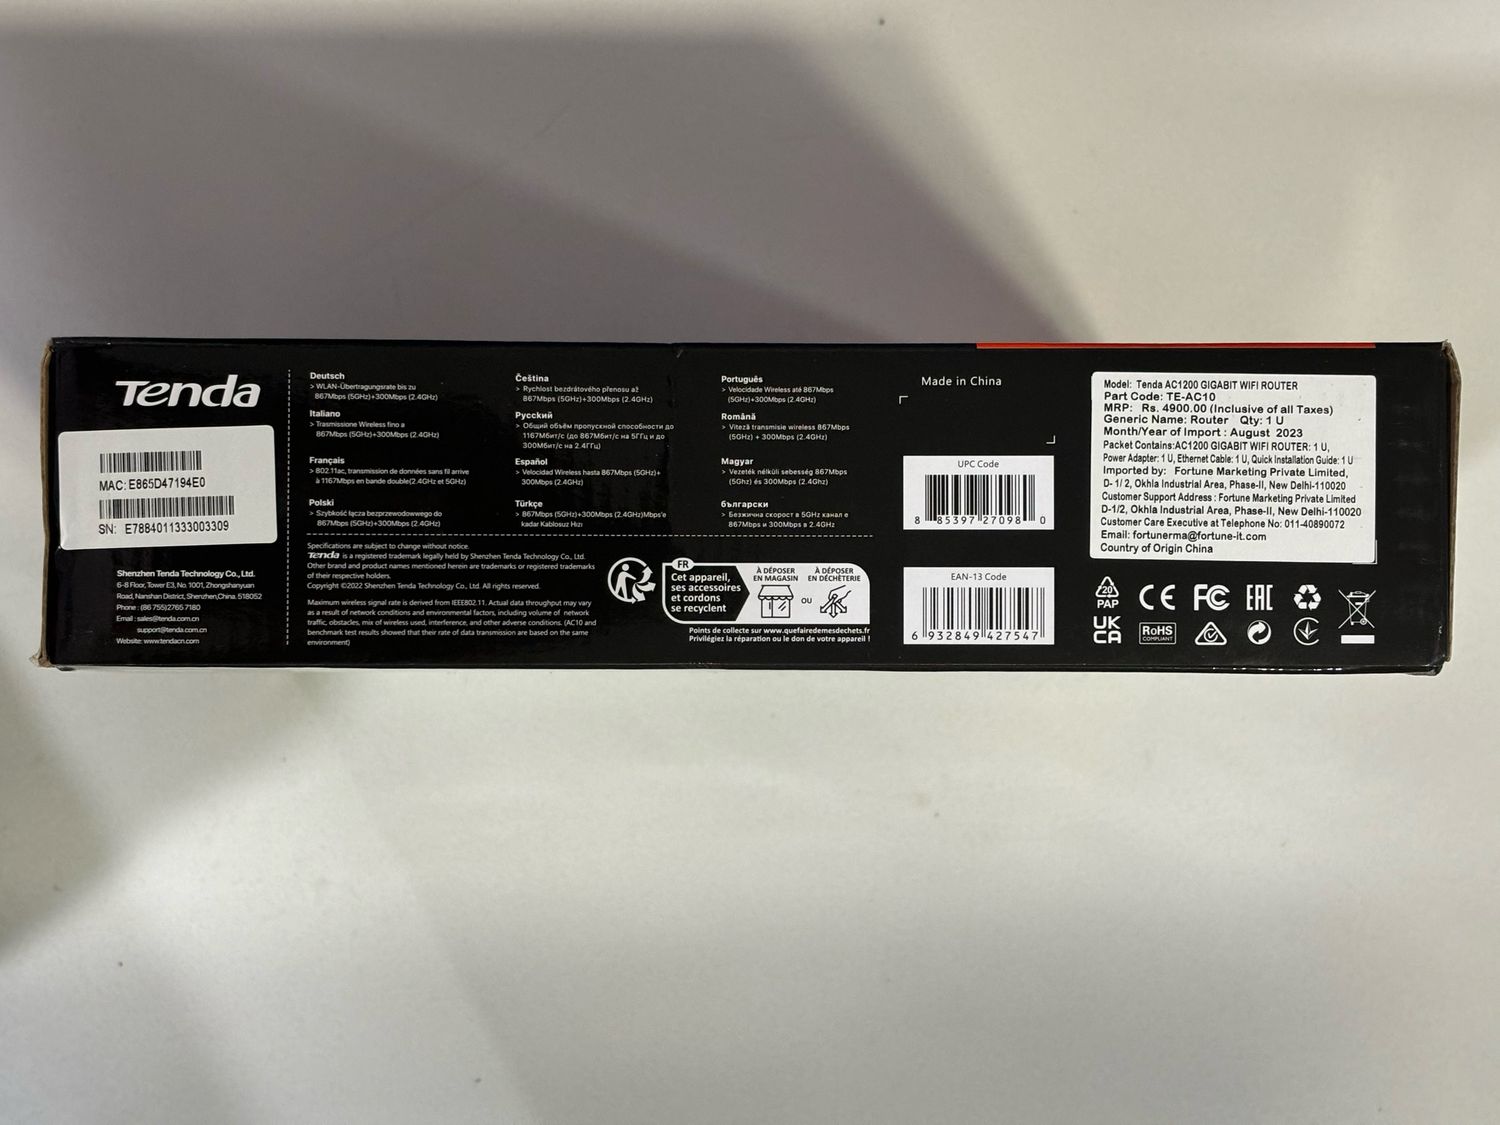 Tenda
MAC: E865D47194E0
SN: E7884011333003309
Shenzhen Tenda Technology Co., Ltd.
6-8 Floor, Tower E3, No. 1001, Zhongshanyuan
Road, Nanshan District, Shenzhen,China. 518052
Phone : (86 755)2765 7180
Email : sales@tenda.com.cn
support@tenda.com.cn
Website: www.tendacn.com
Deutsch
> WLAN-Übertragungsrate bis zu
867Mbps (5GHz)+300Mbps (2.4GHz)
Italiano
> Trasmissione Wireless fino a
867Mbps (5GHz)+300Mbps (2.4GHz)
Français
> 802.11ac, transmission de données sans fil arrive
à 1167Mbps en bande double(2.4GHz et 5GHz)
Polski
> Szybkość łącza bezprzewodowego do
867Mbps (5GHz)+300Mbps (2.4GHz)
Čeština
> Rychlost bezdrátového přenosu až
867Mbps (5GHz)+300Mbps (2.4GHz)
Русский
> Общий объём пропускной способности до
1167Мбит/с (до 867Мбит/с на 5ГГц и до
300Мбит/с на 2.4ГГц)
Español
> Velocidad Wireless hasta 867Mbps (5GHz)+
300Mbps (2.4GHz)
Türkçe
> 867Mbps (5GHz)+300Mbps (2.4GHz)Mbps'e
kadar Kablosuz Hızı
Português
> Velocidade Wireless até 867Mbps
(5GHz)+300Mbps (2.4GHz)
Română
> Viteză transmisie wireless 867Mbps
(5GHz) + 300Mbps (2.4GHz)
Magyar
> Vezeték nélküli sebesség 867Mbps
(5Ghz) és 300Mbps (2.4Ghz)
български
> Безжична скорост в 5GHz канал е
867Mbps и 300Mbps в 2.4GHz
Specifications are subject to change without notice.
Tenda is a registered trademark legally held by Shenzhen Tenda Technology Co., Ltd.
Other brand and product names mentioned herein are trademarks or registered trademarks
of their respective holders.
Copyright ©2022 Shenzhen Tenda Technology Co., Ltd. All rights reserved.
Maximum wireless signal rate is derived from IEEE802.11. Actual data throughput may vary
as a result of network conditions and environmental factors, including volume of network
traffic, obstacles, mix of wireless used, interference, and other adverse conditions. (AC10 and
benchmark test results showed that their rate of data transmission are based on the same
environment)
FR
Cet appareil,
ses accessoires
et cordons
se recyclent
À DÉPOSER
EN MAGASIN
OU
À DÉPOSER
EN DÉCHÈTERIE
Points de collecte sur www.quefairedemesdechets.fr
Privilégiez la réparation ou le don de votre appareil !
Made in China
UPC Code
8 85397 27098 0
EAN-13 Code
6 932849 427547
Model: Tenda AC1200 GIGABIT WIFI ROUTER
Part Code: TE-AC10
MRP: Rs. 4900.00 (Inclusive of all Taxes)
Generic Name: Router Qty: 1 U
Month/Year of Import : August 2023
Packet Contains:AC1200 GIGABIT WIFI ROUTER: 1 U,
Power Adapter: 1 U, Ethernet Cable: 1 U, Quick Installation Guide: 1 U
Imported by: Fortune Marketing Private Limited,
D- 1/ 2, Okhla Industrial Area, Phase-II, New Delhi-110020
Customer Support Address : Fortune Marketing Private Limited
D-1/2, Okhla Industrial Area, Phase-II, New Delhi-110020
Customer Care Executive at Telephone No: 011-40890072
Email: fortunerma@fortune-it.com
Country of Origin China
20
PAP
CE
FC
EAC
UK
CA
RoHS
COMPLIANT